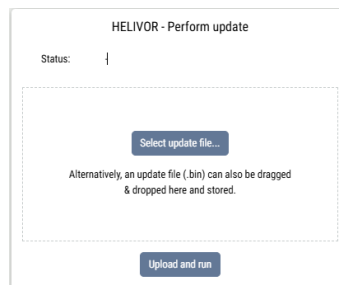 HELIVOR - Perform update
Status: -
Select update file...
Alternatively, an update file (.bin) can also be dragged
& dropped here and stored.
Upload and run